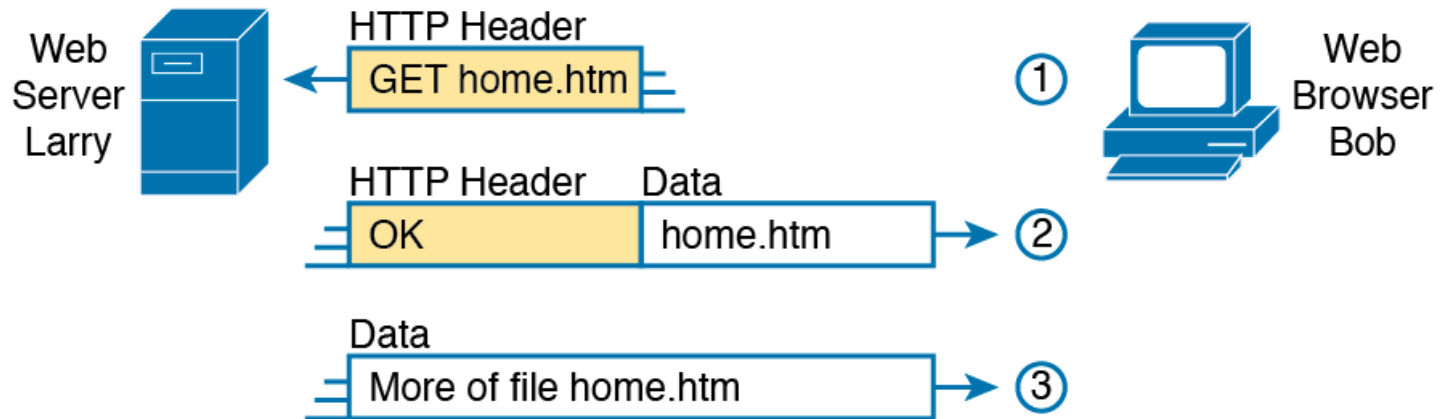 Web
Server
Larry
HTTP Header
GET home.htm
1
Web
Browser
Bob
HTTP Header Data
OK home.htm
2
Data
More of file home.htm
3